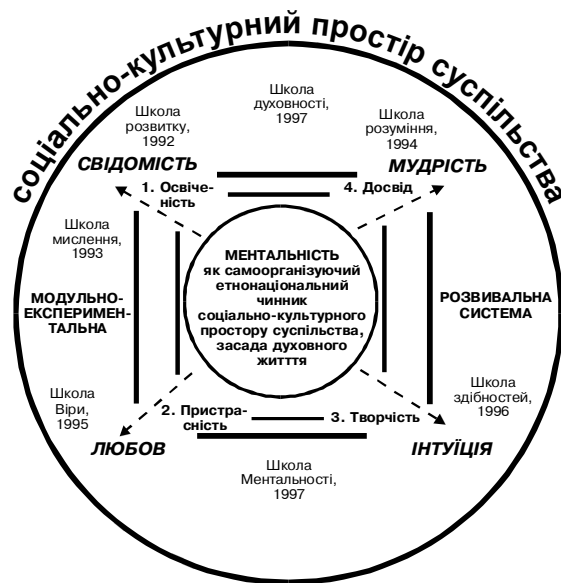 соціально-культурний простір суспільства
Школа
духовності,
1997
Школа
розвитку, 1992
Школа
розуміння,
1994
СВІДОМІСТЬ
МУДРІСТЬ
1. Освіче-
ність
4. Досвід
Школа
мислення,
1993
МЕНТАЛЬНІСТЬ
як самоорганізуючий
етнонаціональний
чинник
соціально-культурного
простору суспільства,
засада духовного
житття
МОДУЛЬНО-
ЕКСПЕРИМЕН-
ТАЛЬНА
РОЗВИВАЛЬНА
СИСТЕМА
Школа
Віри, 1995
Школа
здібностей,
1996
2. Пристра-
сність
3. Творчість
ЛЮБОВ
ІНТУЇЦІЯ
Школа
Ментальності,
1997